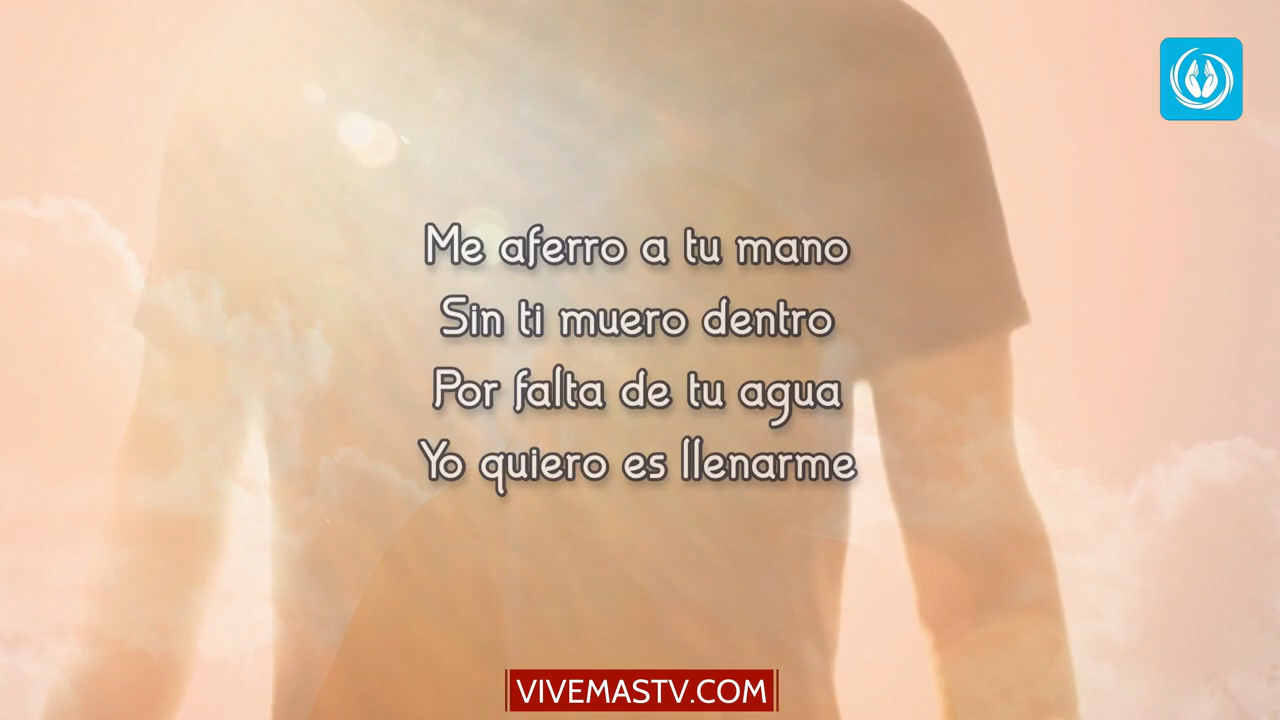 Me aferro a tu mano
Sin ti muero dentro
Por falta de tu agua
Yo quiero es llenarme
VIVEMASTV.COM